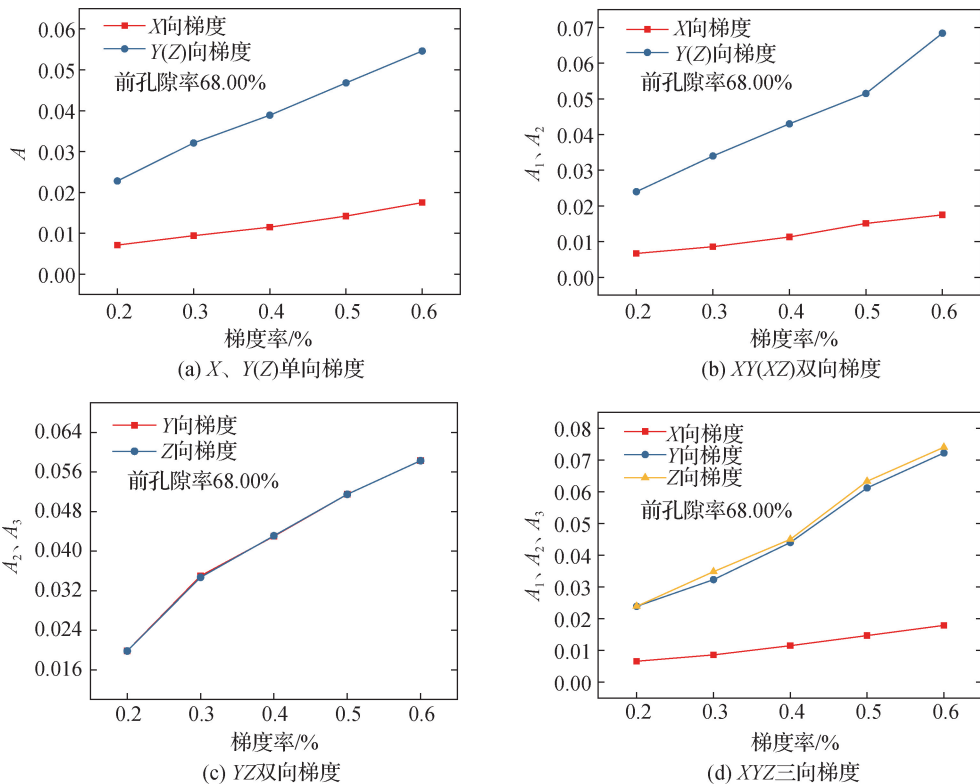 0.06
0.05
0.04
0.03
0.02
0.01
0.00
A
X向梯度
Y(Z)向梯度
前孔隙率68.00%
0.2 0.3 0.4 0.5 0.6
梯度率/%
(a) X、Y(Z)单向梯度
0.07
0.06
0.05
0.04
0.03
0.02
0.01
0.00
A₁、A₂
X向梯度
Y(Z)向梯度
前孔隙率68.00%
0.2 0.3 0.4 0.5 0.6
梯度率/%
(b) XY(XZ)双向梯度
0.064
0.056
0.048
0.040
0.032
0.024
0.016
A₂、A₃
Y向梯度
Z向梯度
前孔隙率68.00%
0.2 0.3 0.4 0.5 0.6
梯度率/%
(c) YZ双向梯度
0.08
0.07
0.06
0.05
0.04
0.03
0.02
0.01
0.00
A₁、A₂、A₃
X向梯度
Y向梯度
Z向梯度
前孔隙率68.00%
0.2 0.3 0.4 0.5 0.6
梯度率/%
(d) XYZ三向梯度